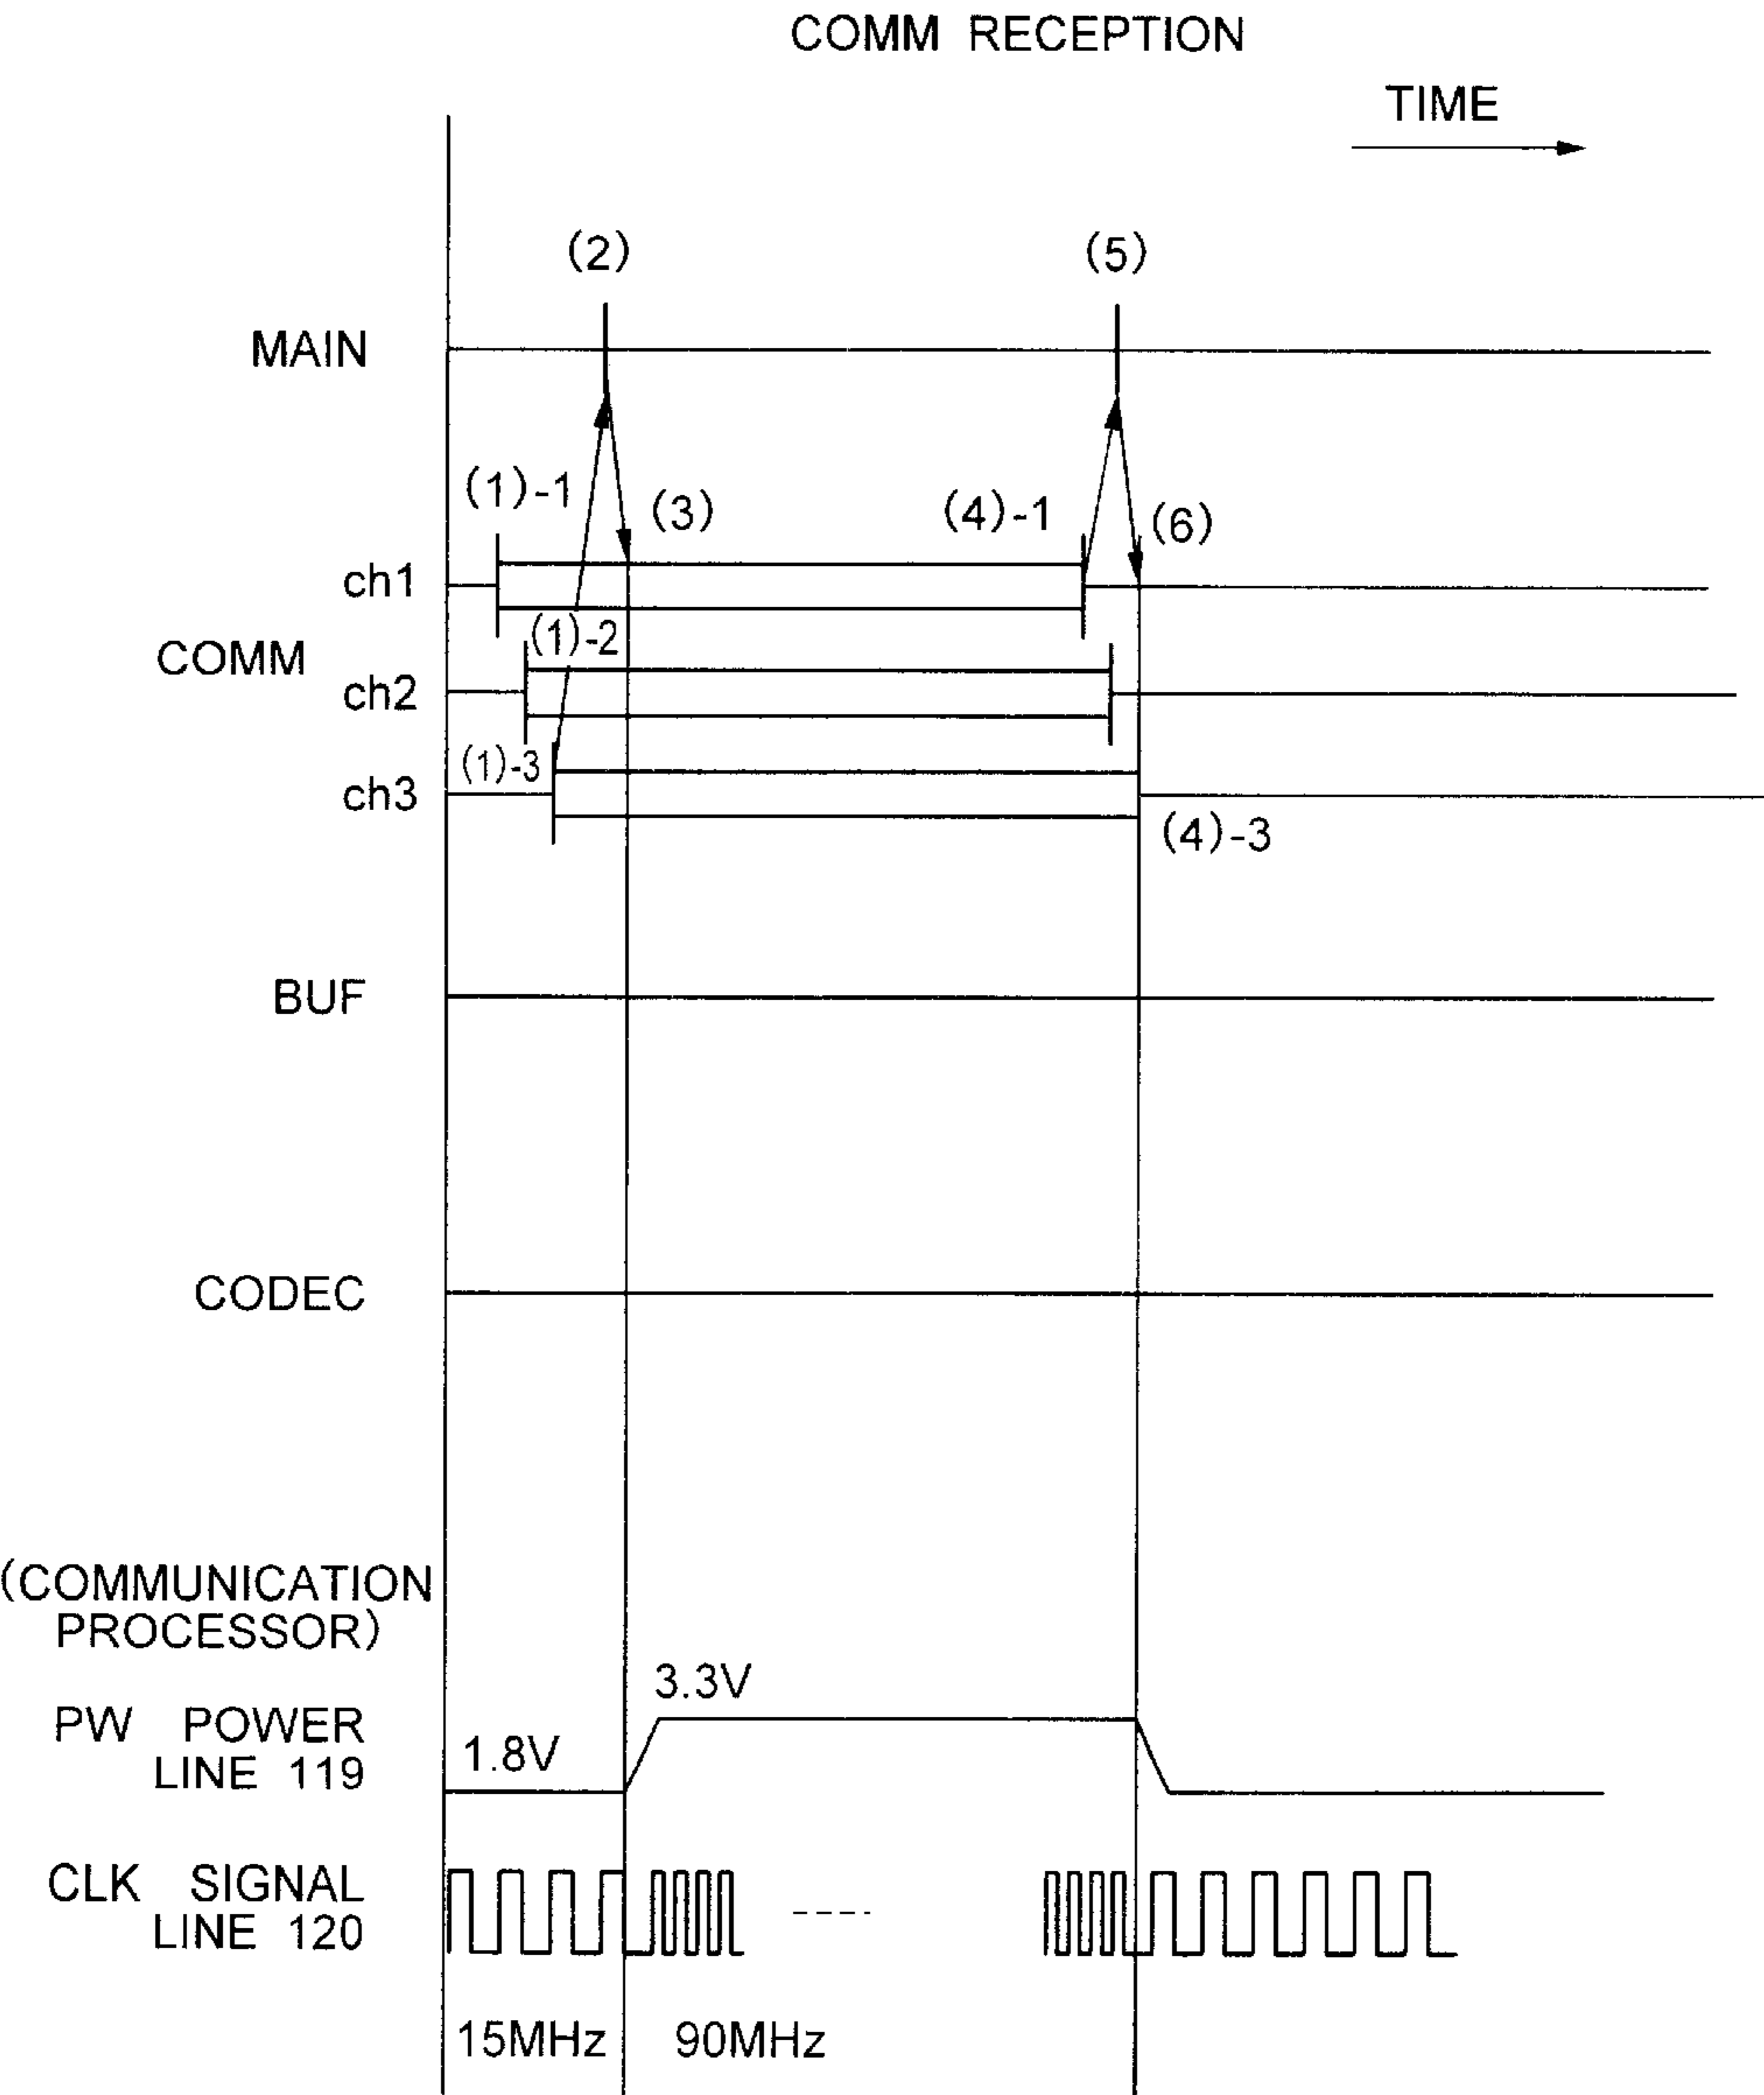 COMM RECEPTION
TIME
(2)
(5)
MAIN
(1)-1
(3)
(4)-1
(6)
ch1
(1)-2
COMM
ch2
(1)-3
ch3
(4)-3
BUF
CODEC
(COMMUNICATION
PROCESSOR)
3.3V
PW POWER
LINE 119
1.8V
CLK SIGNAL
LINE 120
15MHz
90MHz